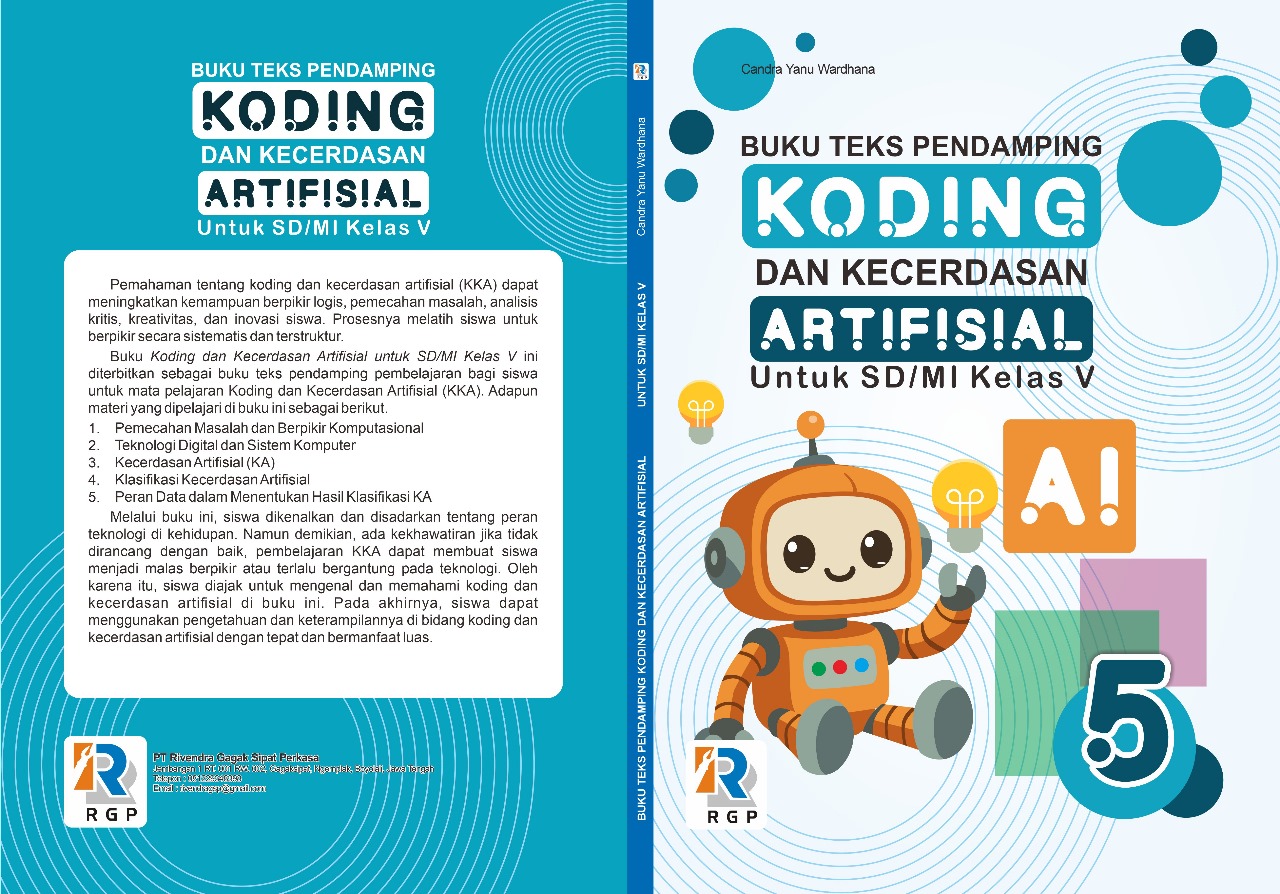 BUKU TEKS PENDAMPING
KODING
DAN KECERDASAN
ARTIFISIAL
Untuk SD/MI Kelas V
Pemahaman tentang koding dan kecerdasan artifisial (KKA) dapat
meningkatkan kemampuan berpikir logis, pemecahan masalah, analisis
kritis, kreativitas, dan inovasi siswa. Prosesnya melatih siswa untuk
berpikir secara sistematis dan terstruktur.
Buku Koding dan Kecerdasan Artifisial untuk SD/MI Kelas V ini
diterbitkan sebagai buku teks pendamping pembelajaran bagi siswa
untuk mata pelajaran Koding dan Kecerdasan Artifisial (KKA). Adapun
materi yang dipelajari di buku ini sebagai berikut.
1. Pemecahan Masalah dan Berpikir Komputasional
2. Teknologi Digital dan Sistem Komputer
3. Kecerdasan Artifisial (KA)
4. Klasifikasi Kecerdasan Artifisial
5. Peran Data dalam Menentukan Hasil Klasifikasi KA
Melalui buku ini, siswa dikenalkan dan disadarkan tentang peran
teknologi di kehidupan. Namun demikian, ada kekhawatiran jika tidak
dirancang dengan baik, pembelajaran KKA dapat membuat siswa
menjadi malas berpikir atau terlalu bergantung pada teknologi. Oleh
karena itu, siswa diajak untuk mengenal dan memahami koding dan
kecerdasan artifisial di buku ini. Pada akhirnya, siswa dapat
menggunakan pengetahuan dan keterampilannya di bidang koding dan
kecerdasan artifisial dengan tepat dan bermanfaat luas.
RGP
PT Rivendra Gagak Sipat Perkasa
Jawa Tengah
Telepon :
Email :
RGP
Candra Yanu Wardhana
UNTUK SD/MI KELAS V
BUKU TEKS PENDAMPING KODING DAN KECERDASAN ARTIFISIAL
Candra Yanu Wardhana
BUKU TEKS PENDAMPING
KODING
DAN KECERDASAN
ARTIFISIAL
Untuk SD/MI Kelas V
AI
5
RGP